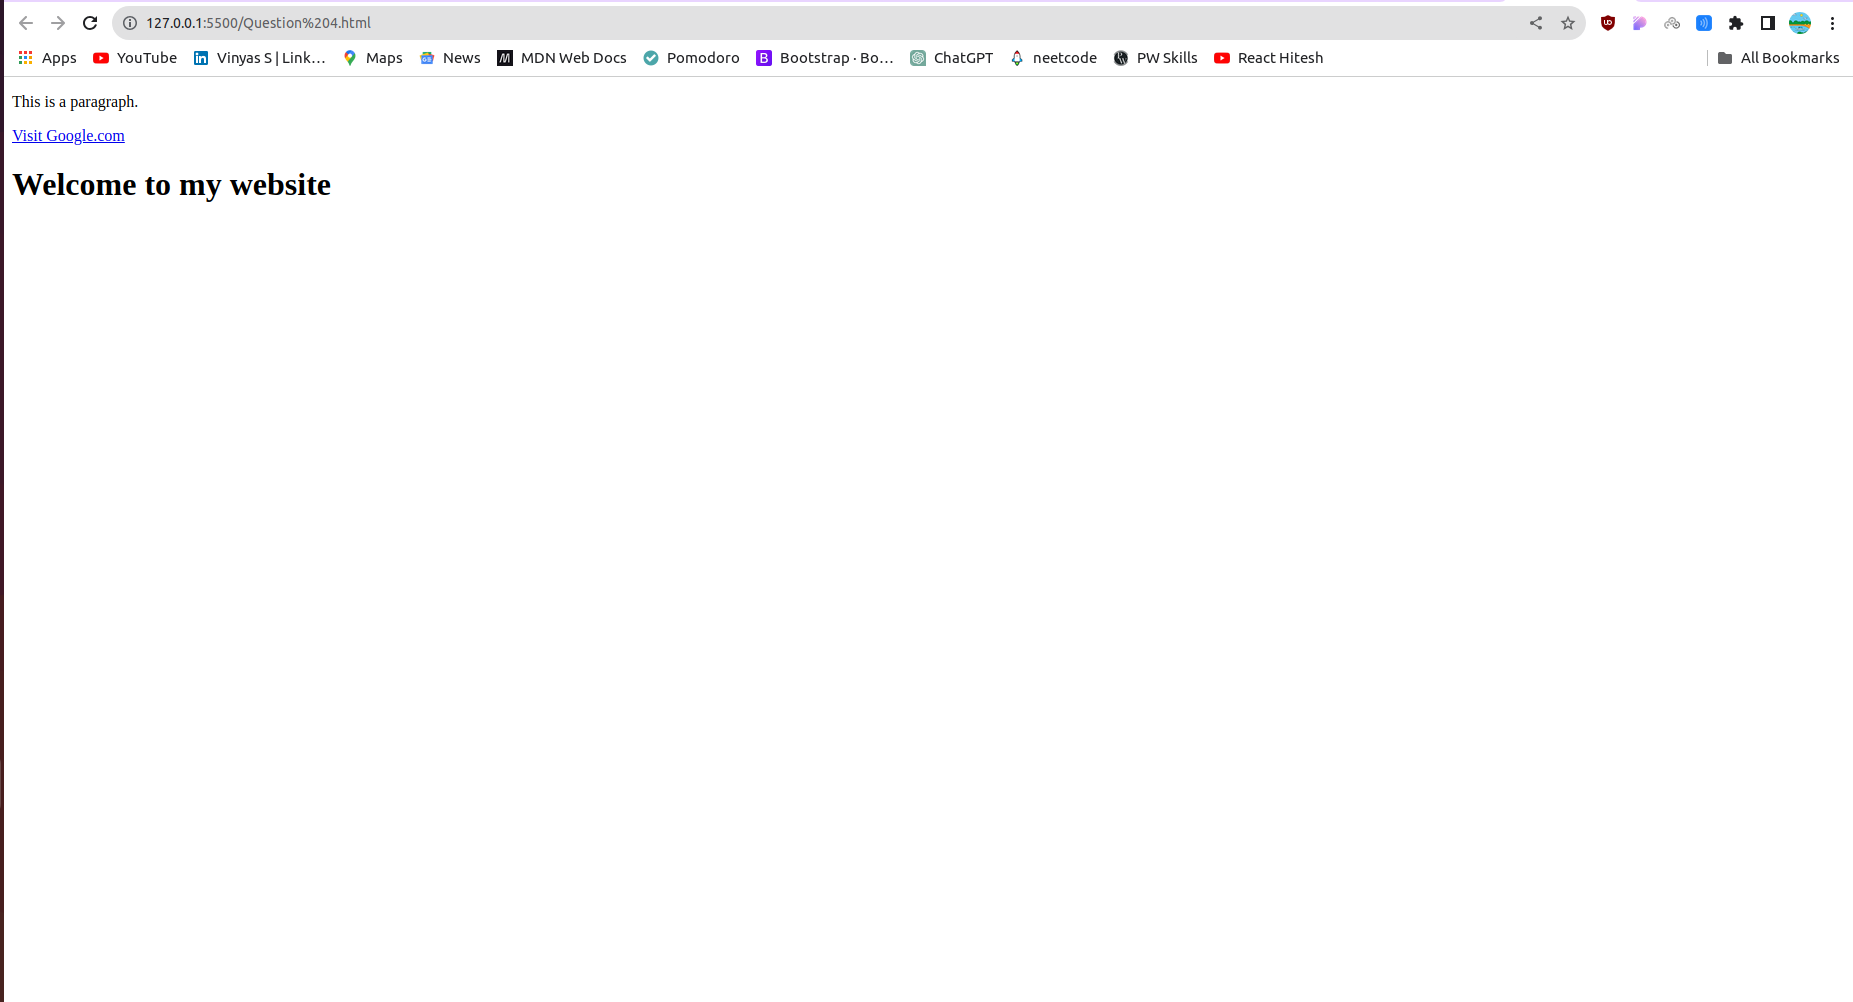 127.0.0.1:5500/Question%204.html
Apps YouTube Vinyas S | Link… Maps News MDN Web Docs Pomodoro Bootstrap · Bo… ChatGPT neetcode PW Skills React Hitesh All Bookmarks
This is a paragraph.
Visit Google.com
Welcome to my website